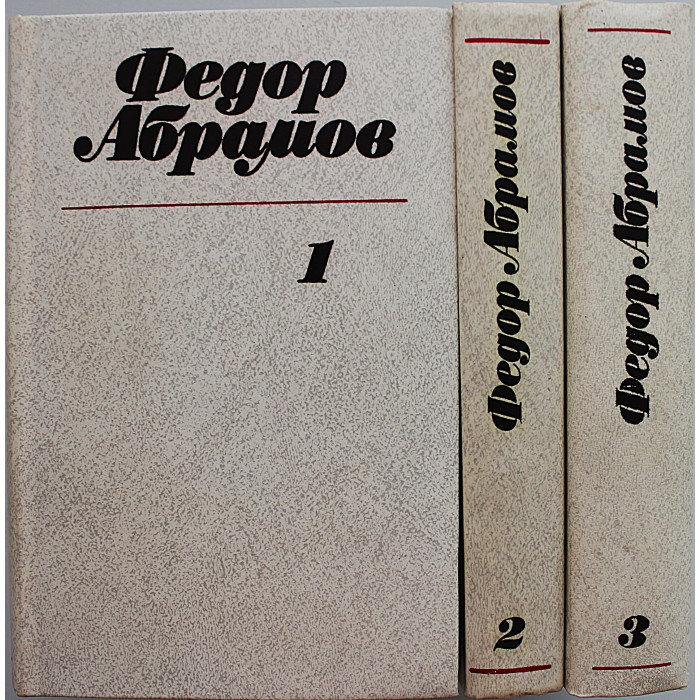 Федор
Абрамов
1
Федор Абрамов
2
Федор Абрамов
3